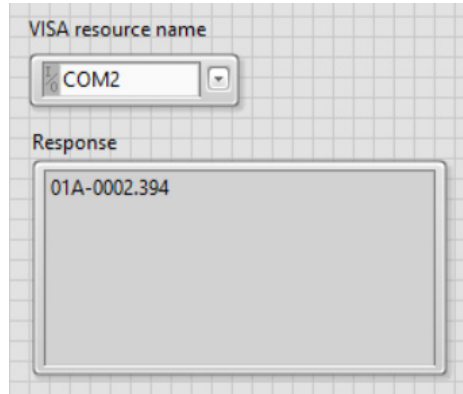 VISA resource name
I/O COM2
Response
01A-0002.394